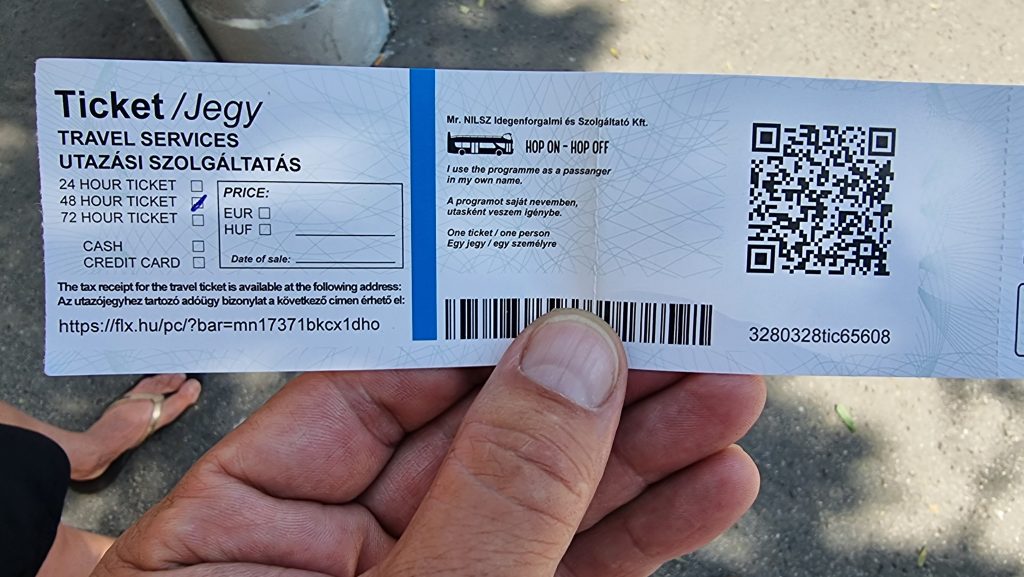 Ticket /Jegy
TRAVEL SERVICES
UTAZÁSI SZOLGÁLTATÁS
24 HOUR TICKET
48 HOUR TICKET
72 HOUR TICKET
CASH
CREDIT CARD
PRICE:
EUR
HUF
Date of sale:
The tax receipt for the travel ticket is available at the following address:
Az utazójegyhez tartozó adóügy bizonylat a következő címen érhető el:
https://flx.hu/pc/?bar=mn17371bkcx1dho
Mr. NILSZ Idegenforgalmi és Szolgáltató Kft.
HOP ON - HOP OFF
I use the programme as a passenger
in my own name.
A programot saját nevemben,
utasként veszem igénybe.
One ticket / one person
Egy jegy / egy személyre
3280328tic65608